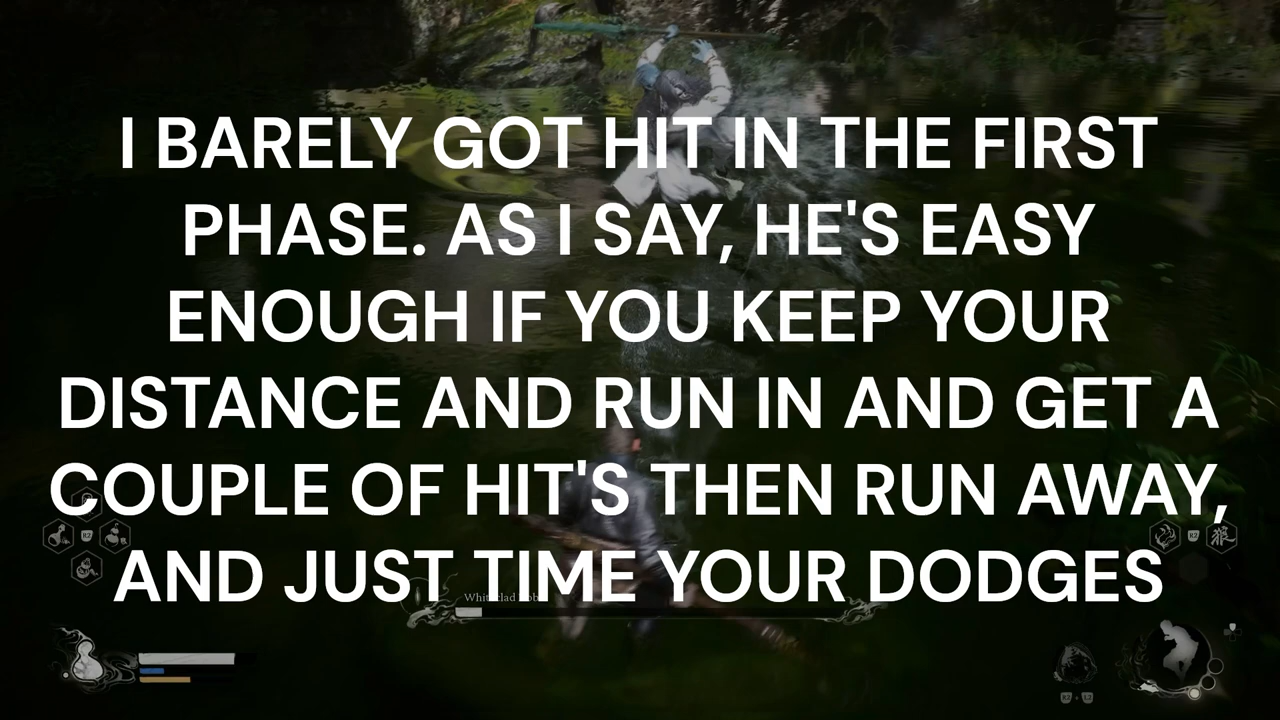 I BARELY GOT HIT IN THE FIRST
PHASE. AS I SAY, HE'S EASY
ENOUGH IF YOU KEEP YOUR
DISTANCE AND RUN IN AND GET A
COUPLE OF HIT'S THEN RUN AWAY,
AND JUST TIME YOUR DODGES